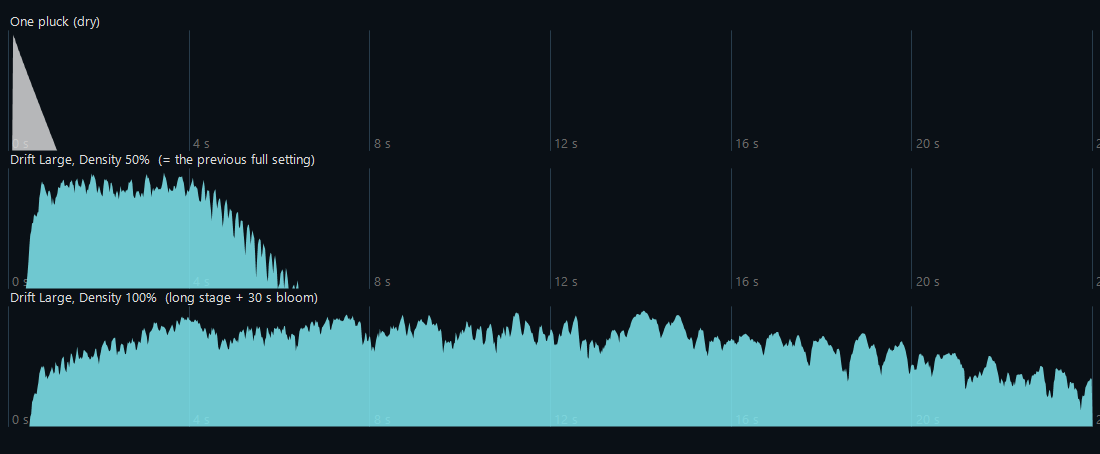 One pluck (dry)
0 s 4 s 8 s 12 s 16 s 20 s
Drift Large, Density 50% (= the previous full setting)
0 s 4 s 8 s 12 s 16 s 20 s
Drift Large, Density 100% (long stage + 30 s bloom)
0 s 4 s 8 s 12 s 16 s 20 s